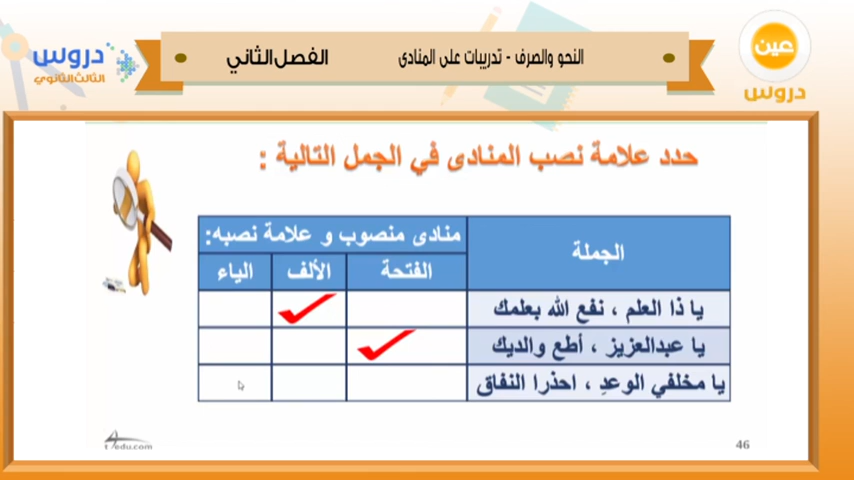 دروس
الثالث الثانوي
النحو والصرف - تدريبات على المنادى
الفصل الثاني
عين
دروس
حدد علامة نصب المنادى في الجمل التالية :
الجملة
منادى منصوب و علامة نصبه:
الفتحة
الألف
الياء
يا ذا العلم ، نفع الله بعلمك
يا عبدالعزيز ، أطع والديك
يا مخلفي الوعدِ ، احذرا النفاق
edu.com
46